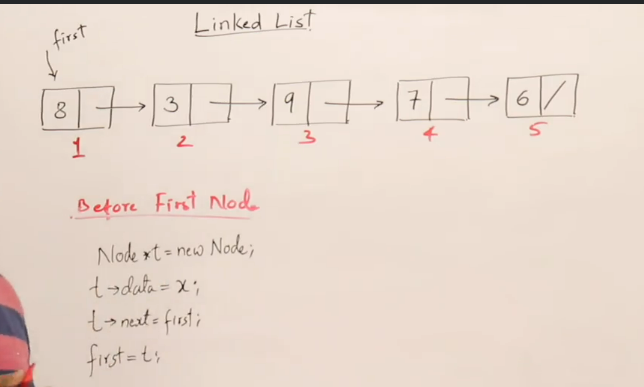 Linked List
first
8 3 9 7 6 /
1 2 3 4 5
Before First Node
Node *t = new Node;
t→data = x;
t→next = first;
first = t;